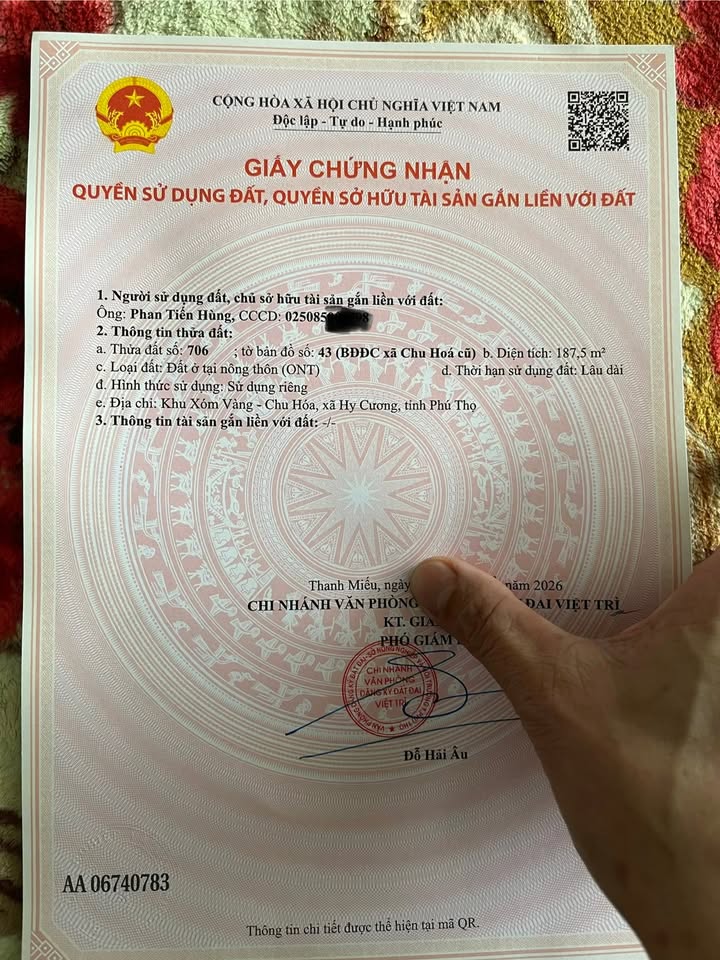 CỘNG HÒA XÃ HỘI CHỦ NGHĨA VIỆT NAM
Độc lập - Tự do - Hạnh phúc
GIẤY CHỨNG NHẬN
QUYỀN SỬ DỤNG ĐẤT, QUYỀN SỞ HỮU TÀI SẢN GẮN LIỀN VỚI ĐẤT
1. Người sử dụng đất, chủ sở hữu tài sản gắn liền với đất:
Ông: Phan Tiến Hùng, CCCD: 02508
2. Thông tin thửa đất:
a. Thửa đất số: 706 ; tờ bản đồ số: 43 (BĐĐC xã Chu Hoá cũ) b. Diện tích: 187,5 m²
c. Loại đất: Đất ở tại nông thôn (ONT) d. Thời hạn sử dụng đất: Lâu dài
đ. Hình thức sử dụng: Sử dụng riêng
e. Địa chỉ: Khu Xóm Vàng - Chu Hóa, xã Hy Cương, tỉnh Phú Thọ
3. Thông tin tài sản gắn liền với đất: -/-
Thanh Miếu, ngày năm 2026
CHI NHÁNH VĂN PHÒNG ĐAI VIỆT TRÌ
KT. GIÁ
PHÓ GIÁM
CHI NHÁNH
VĂN PHÒNG
ĐĂNG KÝ ĐẤT ĐAI
VIỆT TRÌ
Đỗ Hải Âu
AA 06740783
Thông tin chi tiết được thể hiện tại mã QR.